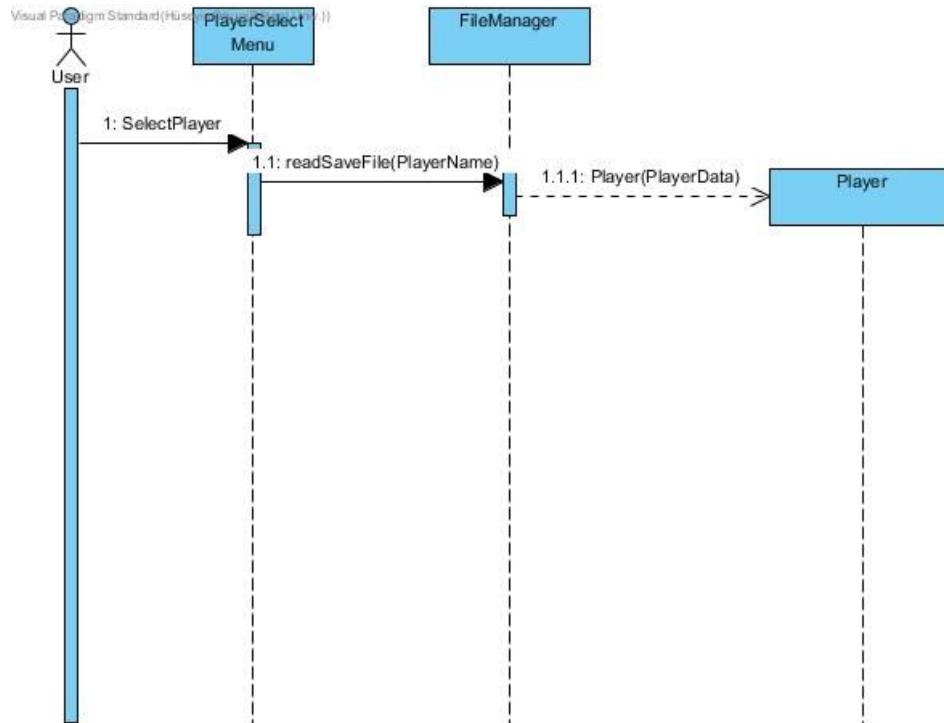 Visual Paradigm Standard(Hüseyin
PlayerSelect
Menu
FileManager
User
1: SelectPlayer
1.1: readSaveFile(PlayerName)
1.1.1: Player(PlayerData)
Player